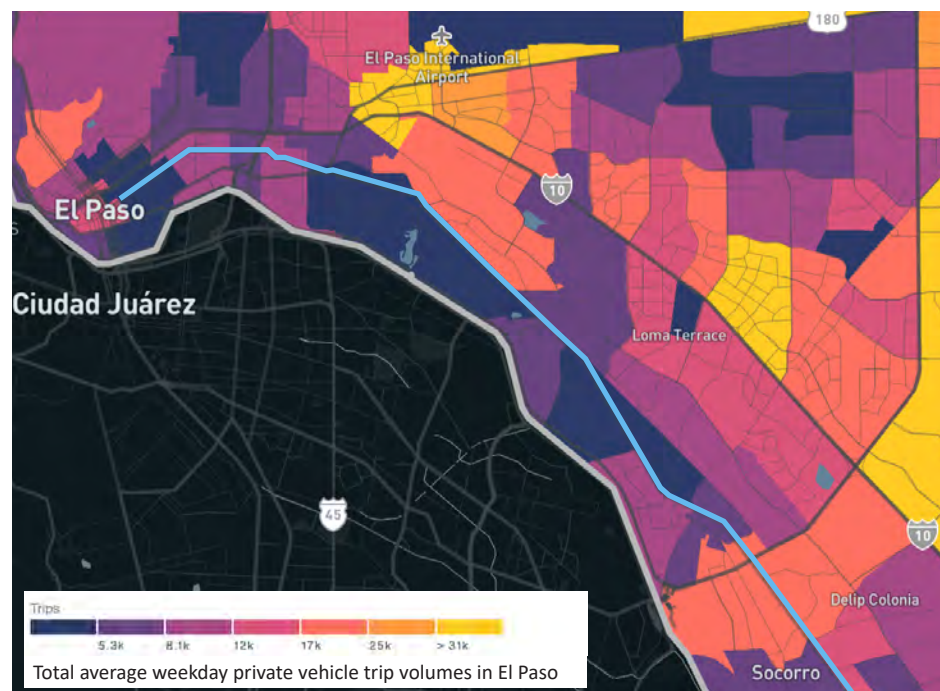 180
El Paso International
Airport
10
El Paso
S
Ciudad Juárez
Loma Terrace
45
10
Delip Colonia
Socorro
Trips
5.3k 8.1k 12k 17k 25k > 31k
Total average weekday private vehicle trip volumes in El Paso